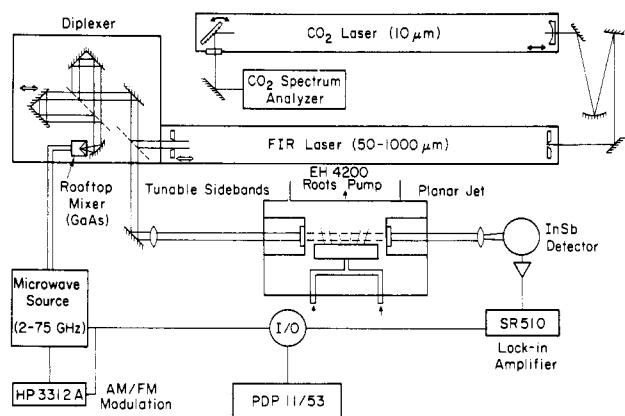 Diplexer
CO2 Laser (10 μm)
CO2 Spectrum
Analyzer
FIR Laser (50-1000 μm)
Rooftop
Mixer
(GaAs)
Tunable Sidebands
EH 4200
Roots Pump
Planar Jet
InSb
Detector
Microwave
Source
(2-75 GHz)
I/O
SR510
Lock-in
Amplifier
HP 3312A
AM/FM
Modulation
PDP 11/53